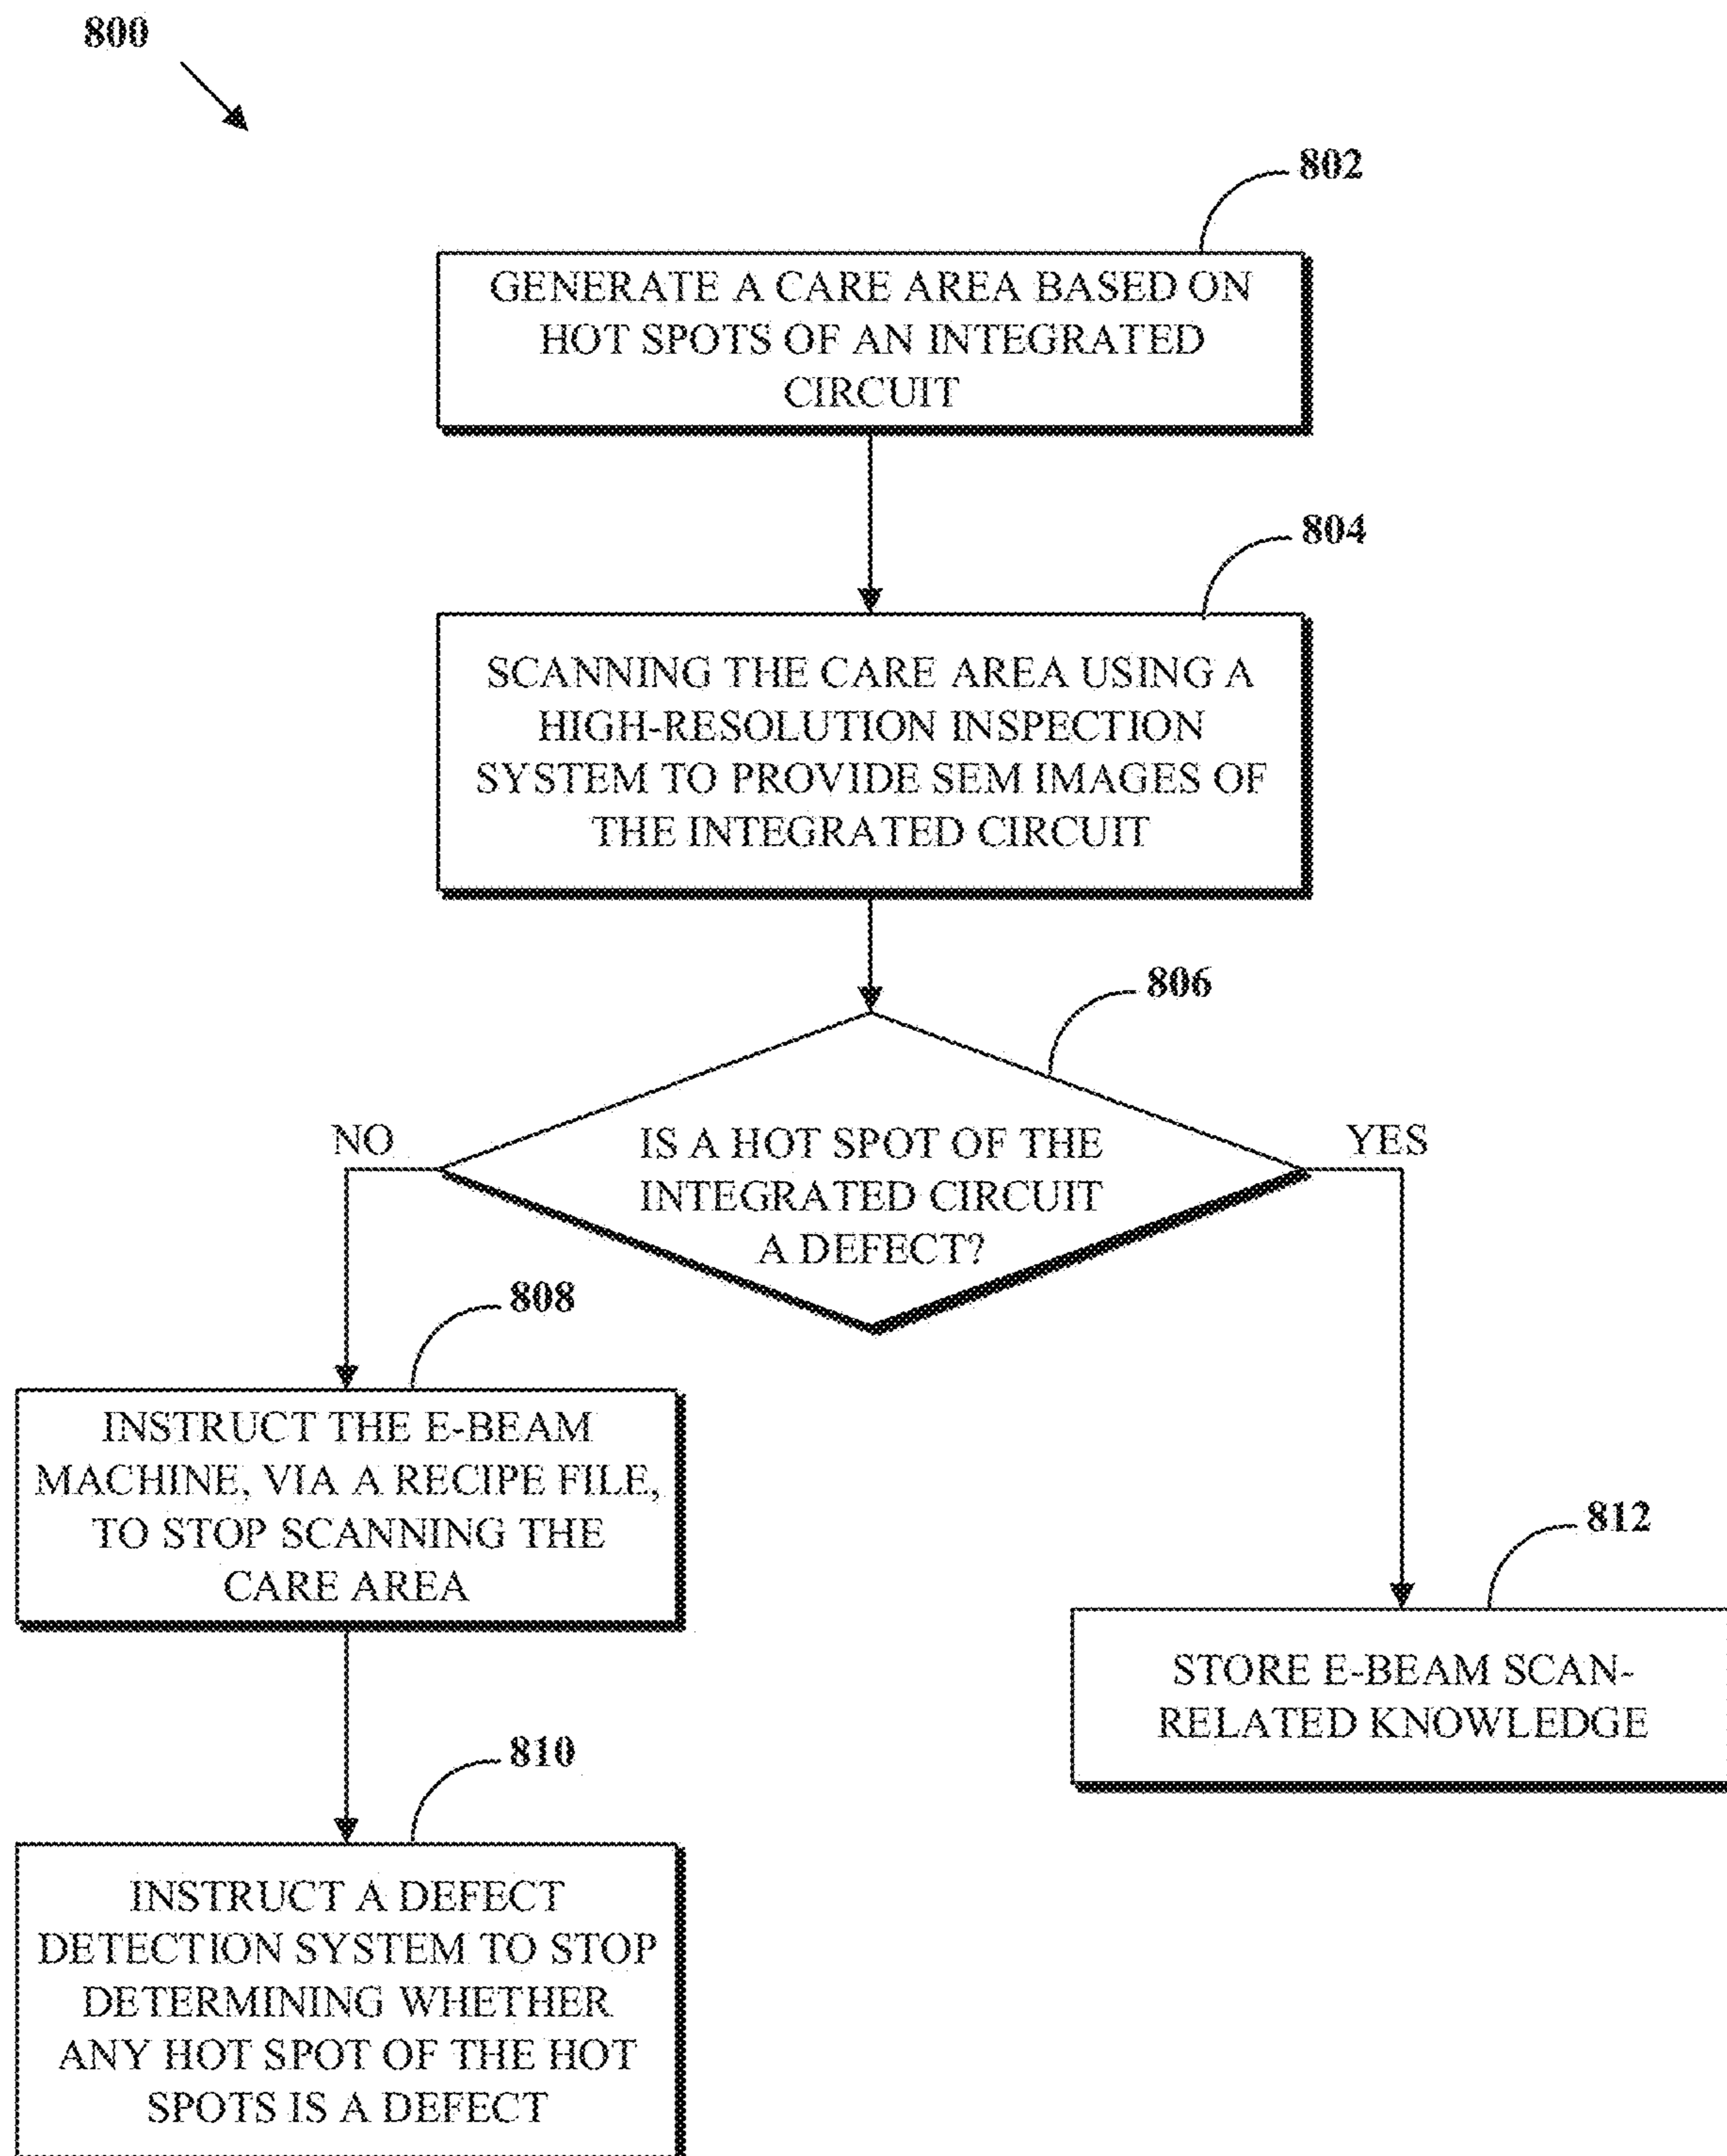 800
802
GENERATE A CARE AREA BASED ON
HOT SPOTS OF AN INTEGRATED
CIRCUIT
804
SCANNING THE CARE AREA USING A
HIGH-RESOLUTION INSPECTION
SYSTEM TO PROVIDE SEM IMAGES OF
THE INTEGRATED CIRCUIT
806
NO
YES
IS A HOT SPOT OF THE
INTEGRATED CIRCUIT
A DEFECT?
808
INSTRUCT THE E-BEAM
MACHINE, VIA A RECIPE FILE,
TO STOP SCANNING THE
CARE AREA
812
STORE E-BEAM SCAN-
RELATED KNOWLEDGE
810
INSTRUCT A DEFECT
DETECTION SYSTEM TO STOP
DETERMINING WHETHER
ANY HOT SPOT OF THE HOT
SPOTS IS A DEFECT